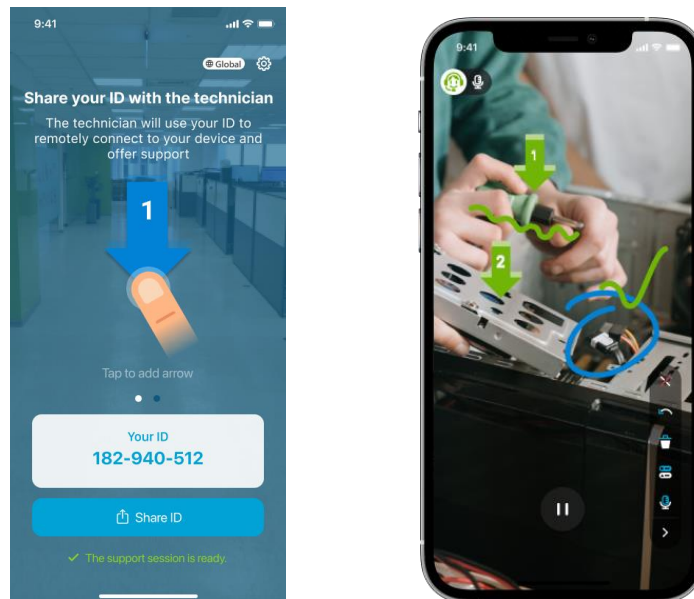 9:41
Global
Share your ID with the technician
The technician will use your ID to
remotely connect to your device and
offer support
1
Tap to add arrow
Your ID
182-940-512
Share ID
The support session is ready.
9:41
1
2